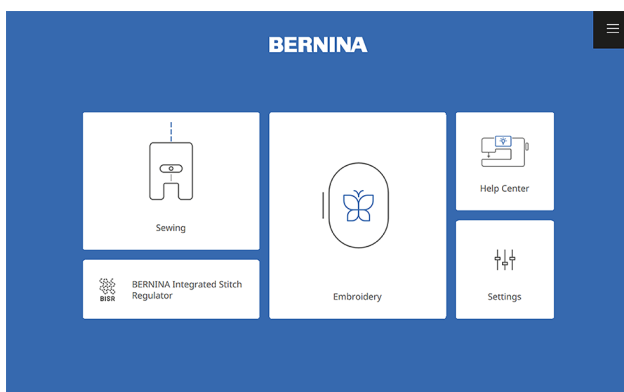 BERNINA
Sewing
BISR
BERNINA Integrated Stitch
Regulator
Embroidery
Help Center
Settings